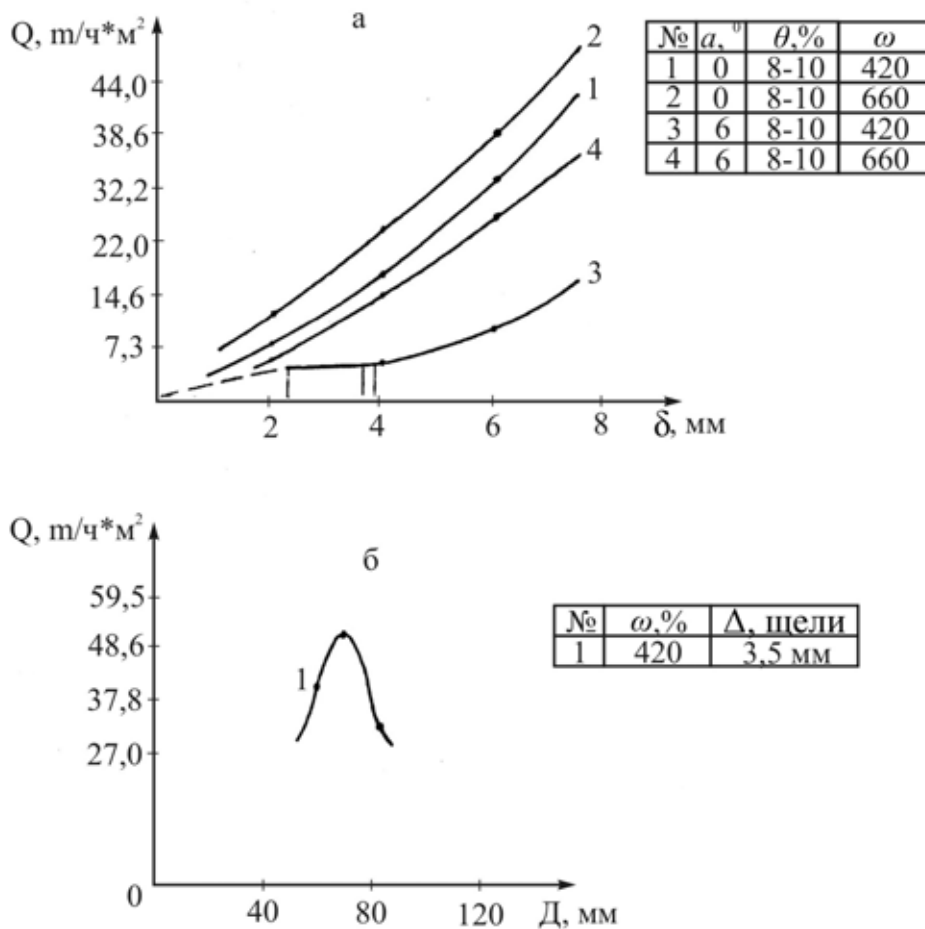 а
Q, m/ч*м²
44,0
38,6
32,2
22,0
14,6
7,3
2
1
4
3
2 4 6 8
δ, мм
№ a, ⁰ θ,% ω
1 0 8-10 420
2 0 8-10 660
3 6 8-10 420
4 6 8-10 660
б
Q, m/ч*м²
59,5
48,6
37,8
27,0
0
1
40 80 120 Д, мм
№ ω,% Δ, щели
1 420 3,5 мм